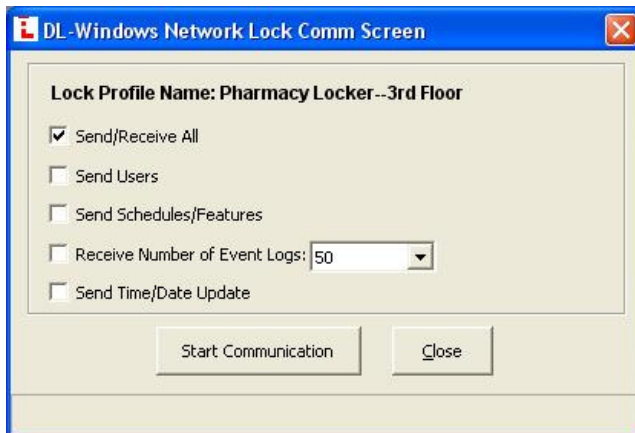 DL-Windows Network Lock Comm Screen
Lock Profile Name: Pharmacy Locker--3rd Floor
Send/Receive All
Send Users
Send Schedules/Features
Receive Number of Event Logs: 50
Send Time/Date Update
Start Communication Close